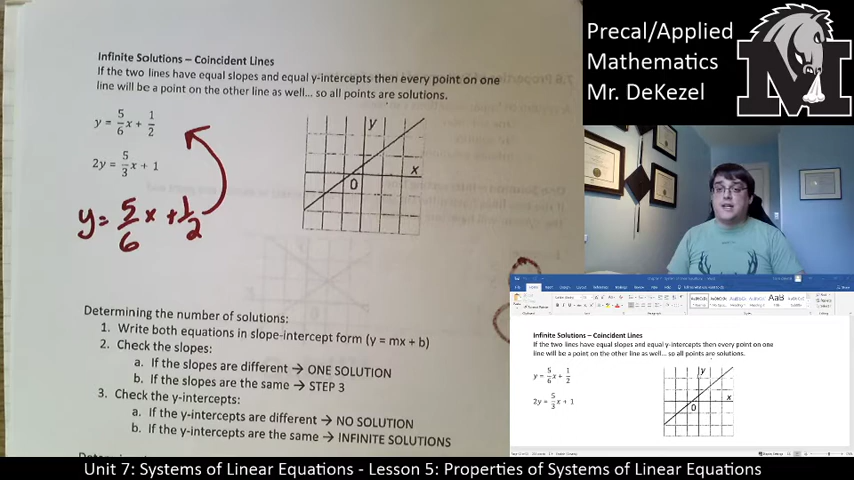 Infinite Solutions – Coincident Lines
If the two lines have equal slopes and equal y-intercepts then every point on one
line will be a point on the other line as well... so all points are solutions.
y = 5/6 x + 1/2
2y = 5/3 x + 1
y = 5/6 x + 1/2
y
x
0
Determining the number of solutions:
1. Write both equations in slope-intercept form (y = mx + b)
2. Check the slopes:
a. If the slopes are different → ONE SOLUTION
b. If the slopes are the same → STEP 3
3. Check the y-intercepts:
a. If the y-intercepts are different → NO SOLUTION
b. If the y-intercepts are the same → INFINITE SOLUTIONS
Precal/Applied
Mathematics
Mr. DeKezel
M
Infinite Solutions – Coincident Lines
If the two lines have equal slopes and equal y-intercepts then every point on one
line will be a point on the other line as well... so all points are solutions.
y = 5/6 x + 1/2
2y = 5/3 x + 1
y
x
0
Unit 7: Systems of Linear Equations - Lesson 5: Properties of Systems of Linear Equations